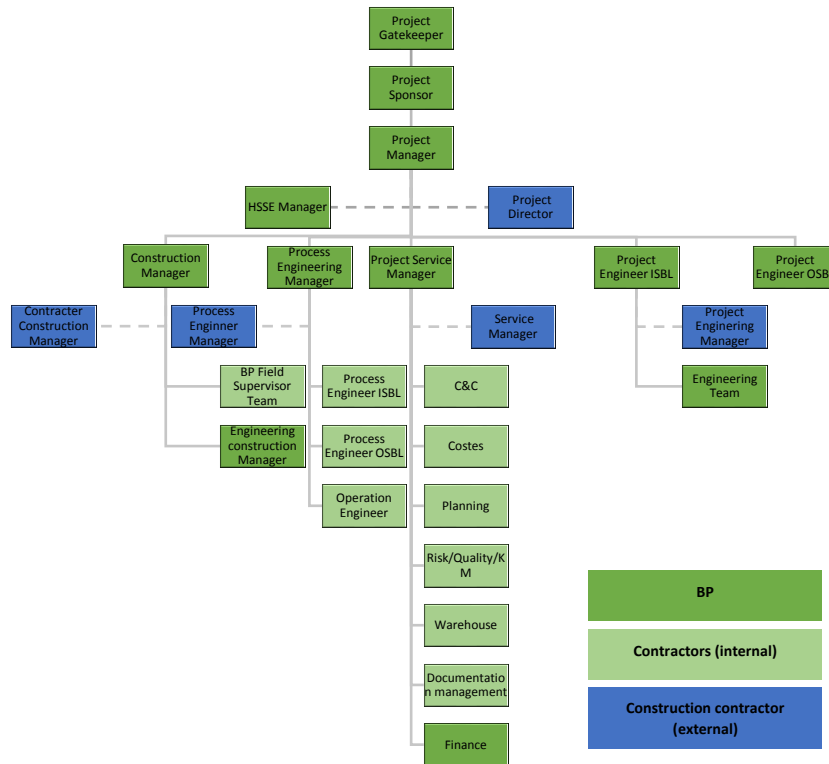 Project
Gatekeeper
Project
Sponsor
Project
Manager
HSSE Manager
Project
Director
Construction
Manager
Process
Engineering
Manager
Project Service
Manager
Project
Engineer ISBL
Project
Engineer OSBL
Contracter
Construction
Manager
Process
Enginner
Manager
Service
Manager
Project
Enginering
Manager
BP Field
Supervisor
Team
Process
Engineer ISBL
C&C
Engineering
Team
Engineering
construction
Manager
Process
Engineer OSBL
Costes
Operation
Engineer
Planning
Risk/Quality/K
M
Warehouse
Documentatio
n management
Finance
BP
Contractors (internal)
Construction contractor
(external)